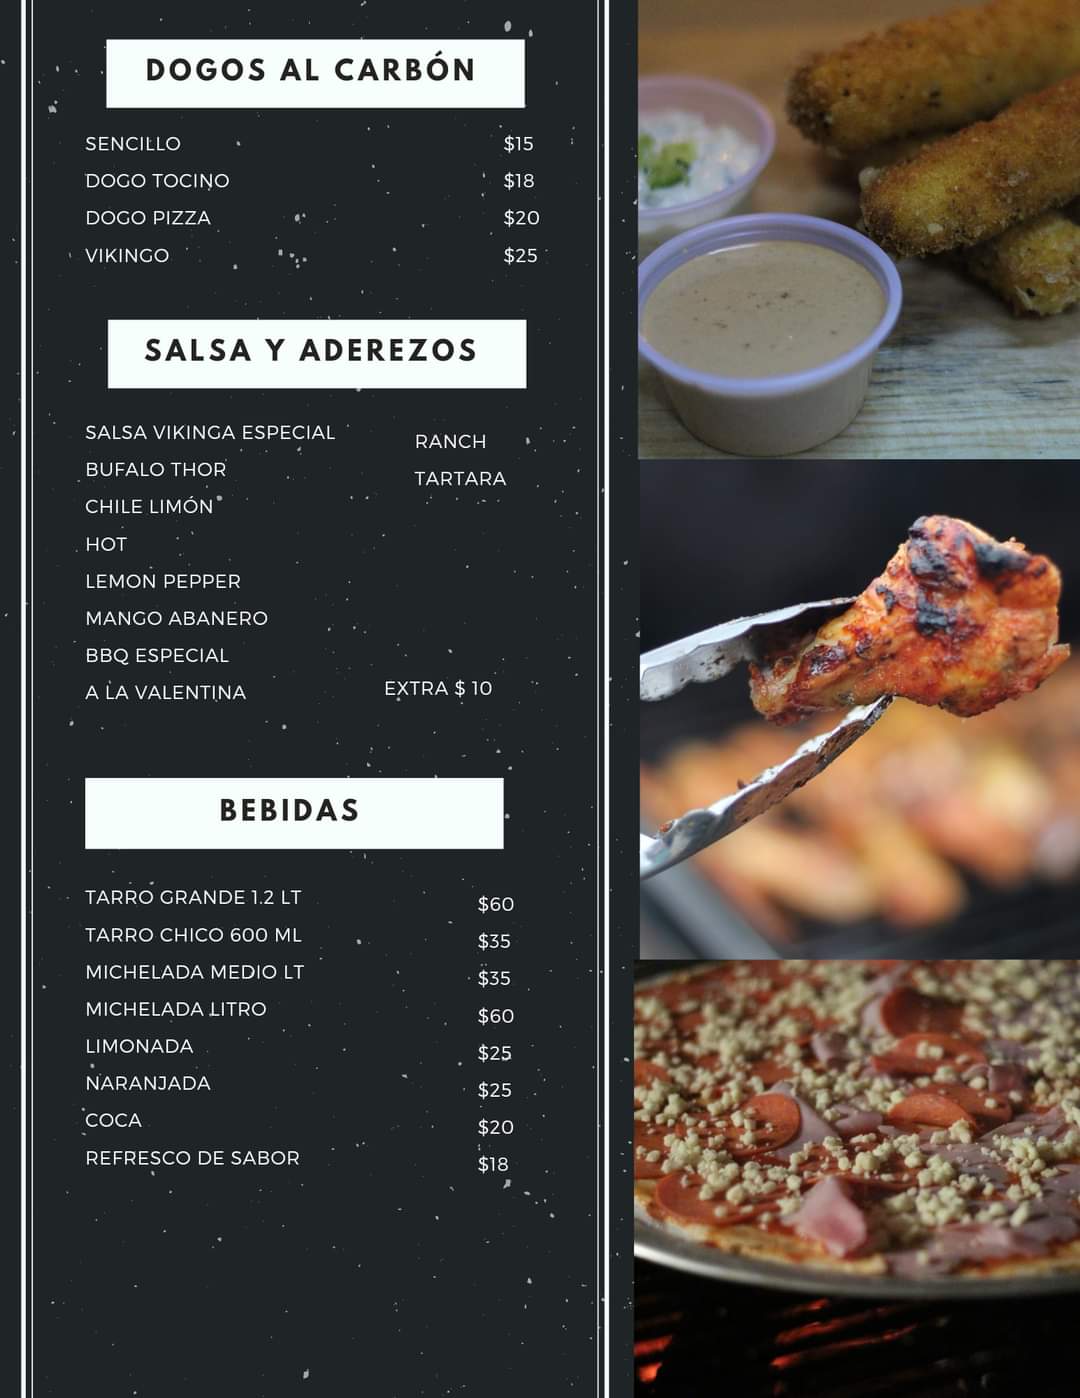 DOGOS AL CARBÓN
SENCILLO $15
DOGO TOCINO $18
DOGO PIZZA $20
VIKINGO $25
SALSA Y ADEREZOS
SALSA VIKINGA ESPECIAL
BUFALO THOR
CHILE LIMÓN
HOT
LEMON PEPPER
MANGO ABANERO
BBQ ESPECIAL
A LA VALENTINA
RANCH
TARTARA
EXTRA $ 10
BEBIDAS
TARRO GRANDE 1.2 LT $60
TARRO CHICO 600 ML $35
MICHELADA MEDIO LT $35
MICHELADA LITRO $60
LIMONADA $25
NARANJADA $25
COCA $20
REFRESCO DE SABOR $18